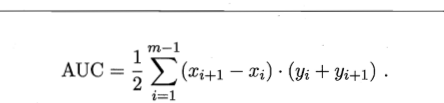 AUC = \frac{1}{2} \sum_{i=1}^{m-1} (x_{i+1} - x_i) \cdot (y_i + y_{i+1}) .